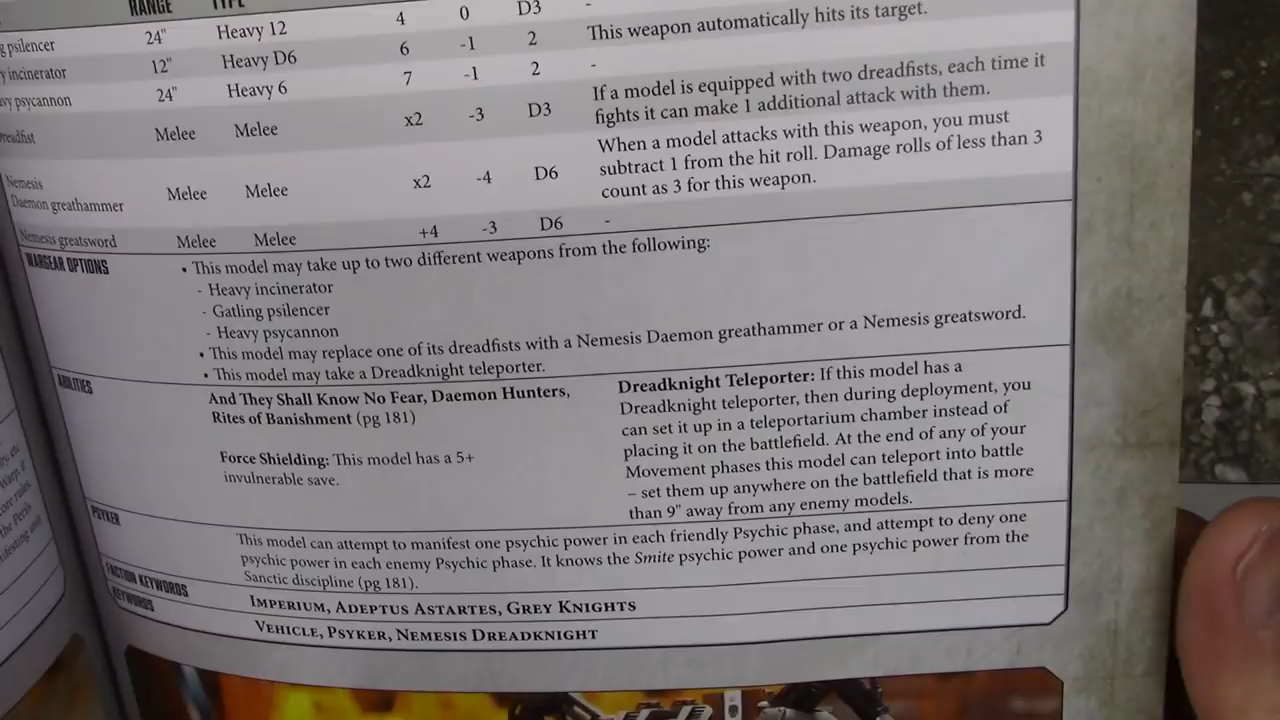 RANGE TYPE
psilencer 24" Heavy 12 4 0 D3 -
incinerator 12" Heavy D6 6 -1 2 This weapon automatically hits its target.
psycannon 24" Heavy 6 7 -1 2 -
Melee Melee x2 -3 D3 If a model is equipped with two dreadfists, each time it
fights it can make 1 additional attack with them.
Nemesis
Daemon greathammer Melee Melee x2 -4 D6 When a model attacks with this weapon, you must
subtract 1 from the hit roll. Damage rolls of less than 3
count as 3 for this weapon.
Nemesis greatsword Melee Melee +4 -3 D6 -
WARGEAR OPTIONS
• This model may take up to two different weapons from the following:
- Heavy incinerator
- Gatling psilencer
- Heavy psycannon
• This model may replace one of its dreadfists with a Nemesis Daemon greathammer or a Nemesis greatsword.
• This model may take a Dreadknight teleporter.
ABILITIES
And They Shall Know No Fear, Daemon Hunters,
Rites of Banishment (pg 181)
Force Shielding: This model has a 5+
invulnerable save.
Dreadknight Teleporter: If this model has a
Dreadknight teleporter, then during deployment, you
can set it up in a teleportarium chamber instead of
placing it on the battlefield. At the end of any of your
Movement phases this model can teleport into battle
– set them up anywhere on the battlefield that is more
than 9" away from any enemy models.
PSYKER
This model can attempt to manifest one psychic power in each friendly Psychic phase, and attempt to deny one
psychic power in each enemy Psychic phase. It knows the Smite psychic power and one psychic power from the
Sanctic discipline (pg 181).
FACTION KEYWORDS
IMPERIUM, ADEPTUS ASTARTES, GREY KNIGHTS
KEYWORDS
VEHICLE, PSYKER, NEMESIS DREADKNIGHT